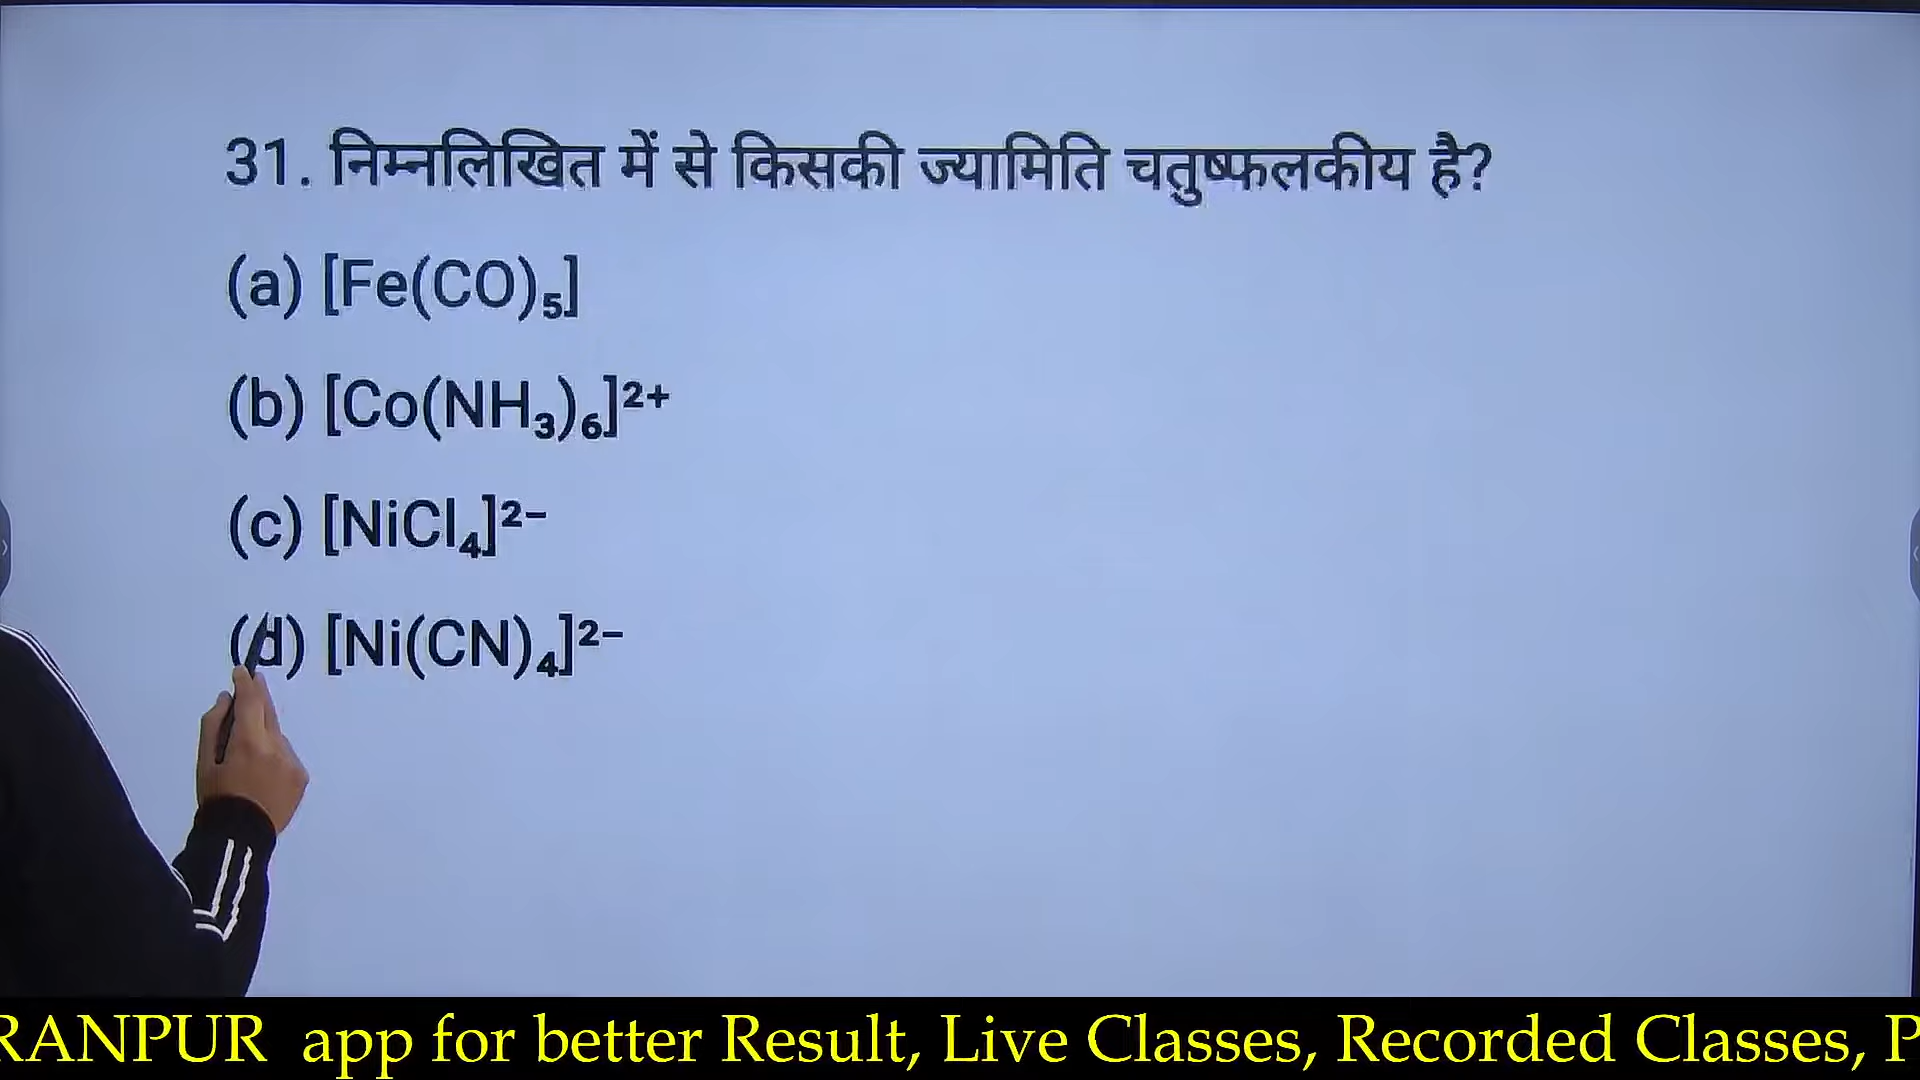 31. निम्नलिखित में से किसकी ज्यामिति चतुष्फलकीय है?
(a) [Fe(CO)₅]
(b) [Co(NH₃)₆]²⁺
(c) [NiCl₄]²⁻
(d) [Ni(CN)₄]²⁻
RANPUR app for better Result, Live Classes, Recorded Classes, P